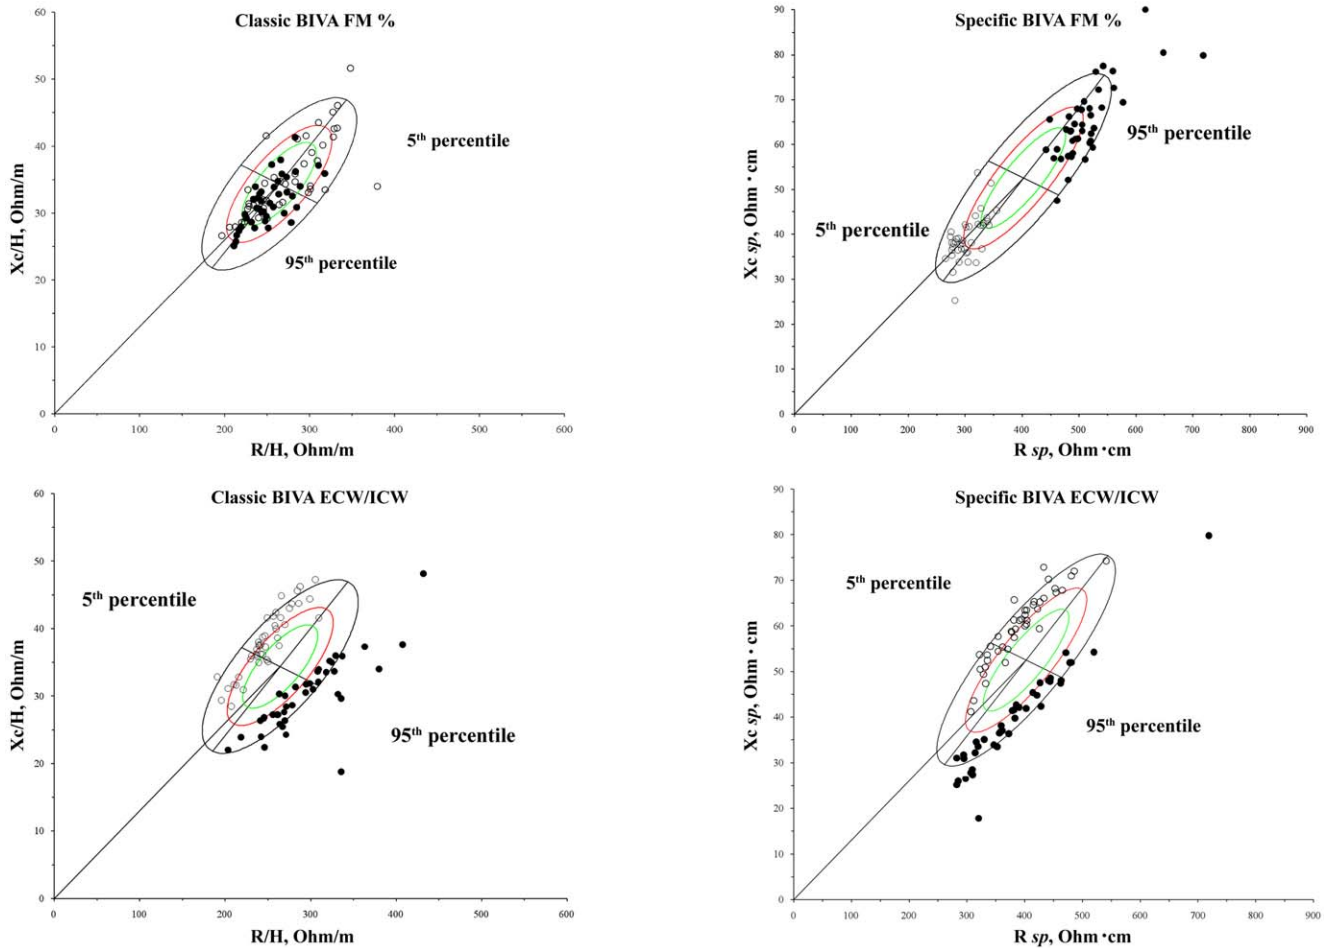 Classic BIVA FM %
60
50
40
30
20
10
0
Xc/H, Ohm/m
5th percentile
95th percentile
0 100 200 300 400 500 600
R/H, Ohm/m
Specific BIVA FM %
90
80
70
60
50
40
30
20
10
0
Xc sp, Ohm · cm
95th percentile
5th percentile
0 100 200 300 400 500 600 700 800 900
R sp, Ohm·cm
Classic BIVA ECW/ICW
60
50
40
30
20
10
0
Xc/H, Ohm/m
5th percentile
95th percentile
0 100 200 300 400 500 600
R/H, Ohm/m
Specific BIVA ECW/ICW
90
80
70
60
50
40
30
20
10
0
Xc sp, Ohm · cm
5th percentile
95th percentile
0 100 200 300 400 500 600 700 800 900
R sp, Ohm·cm